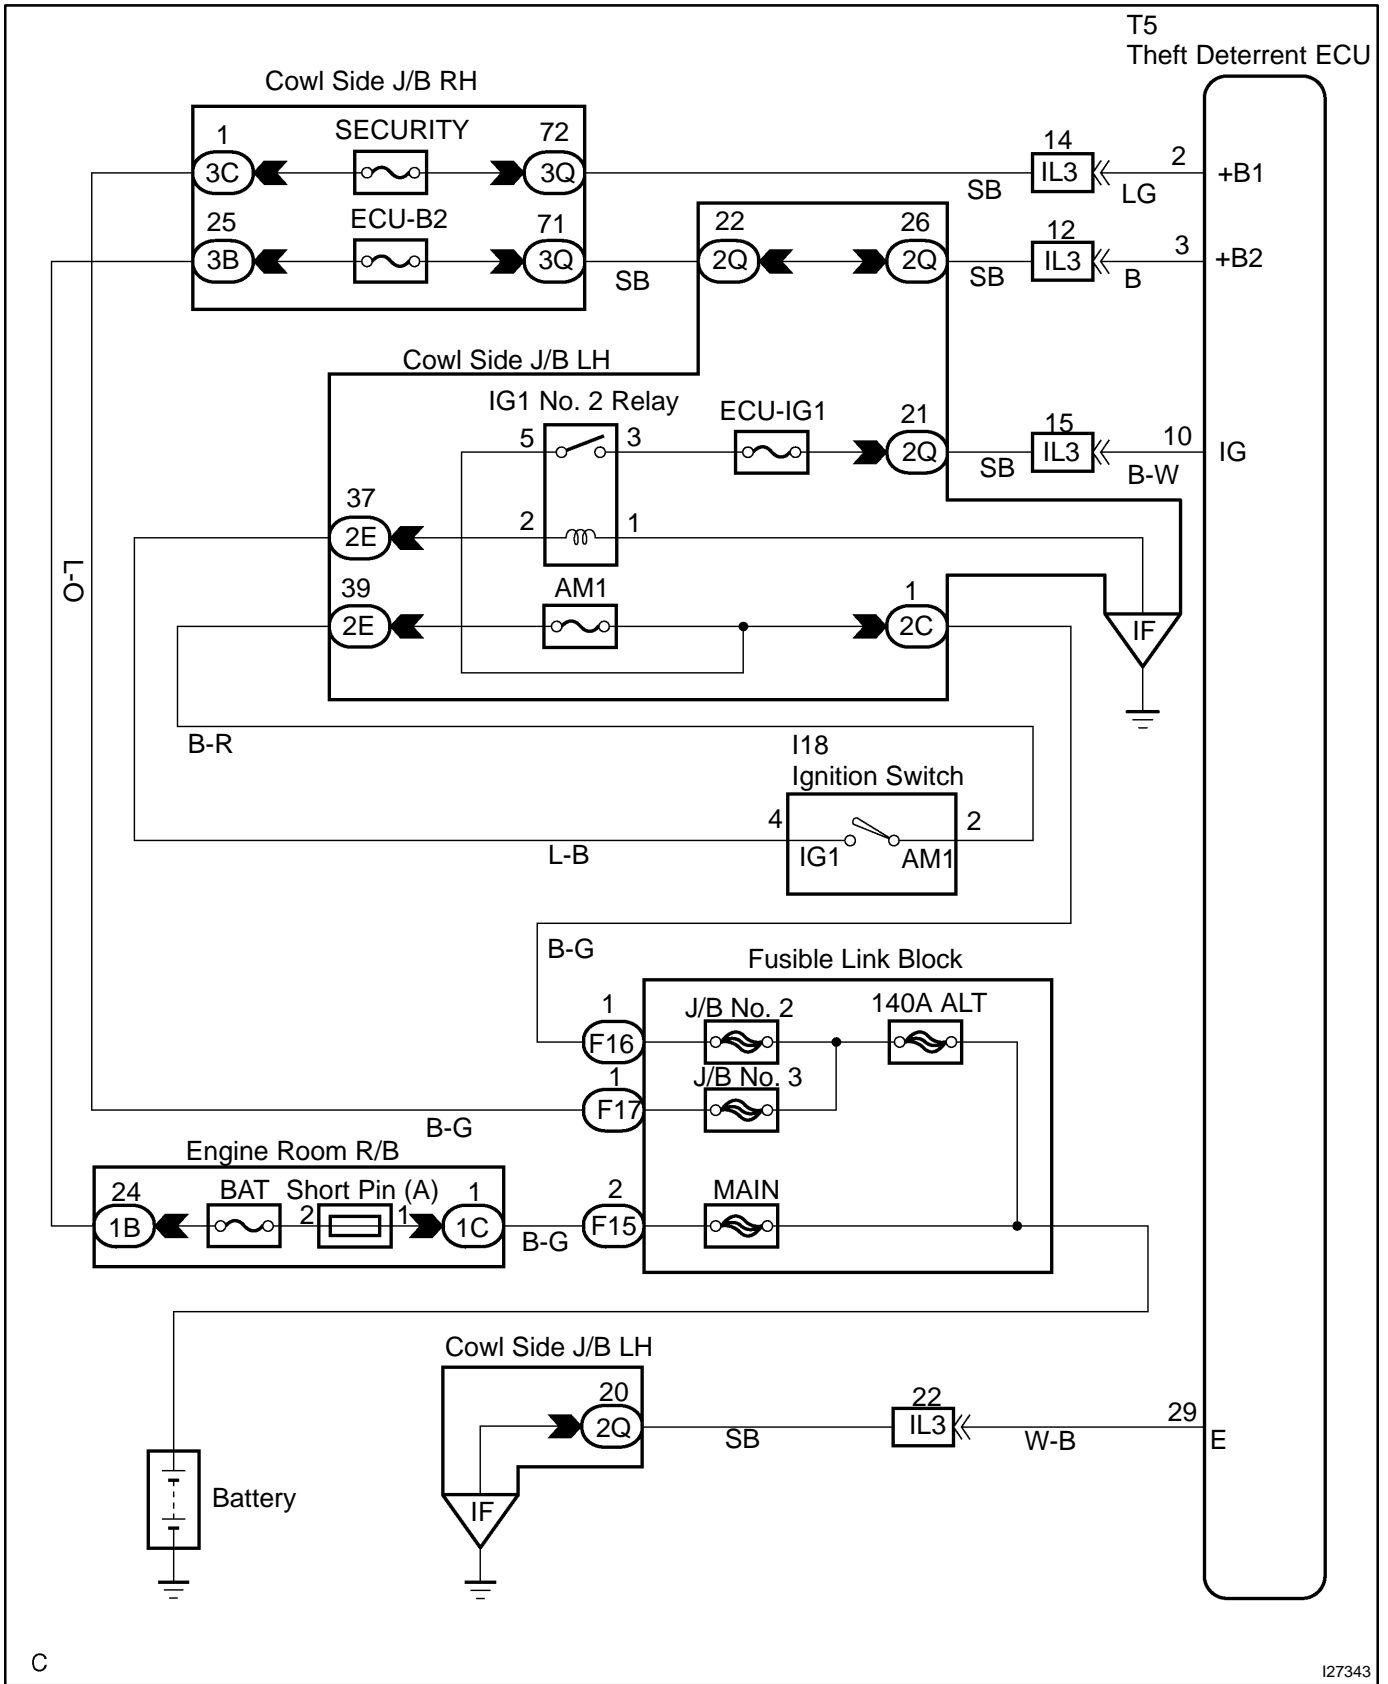 T5
Theft Deterrent ECU
Cowl Side J/B RH
1
SECURITY
72
14
2
3C
3Q
IL3
+B1
SB
LG
25
ECU-B2
71
22
26
12
3
3B
3Q
2Q
2Q
IL3
+B2
SB
SB
B
Cowl Side J/B LH
IG1 No. 2 Relay
ECU-IG1
21
15
10
5
3
2Q
IL3
IG
SB
B-W
37
2
1
2E
L-O
39
AM1
1
2E
2C
IF
B-R
I18
Ignition Switch
4
2
L-B
IG1
AM1
B-G
Fusible Link Block
1
J/B No. 2
140A ALT
F16
1
J/B No. 3
F17
B-G
Engine Room R/B
24
BAT
Short Pin (A)
1
2
MAIN
1B
2
1
1C
F15
B-G
Cowl Side J/B LH
20
22
29
2Q
IL3
E
SB
W-B
Battery
IF
C
I27343